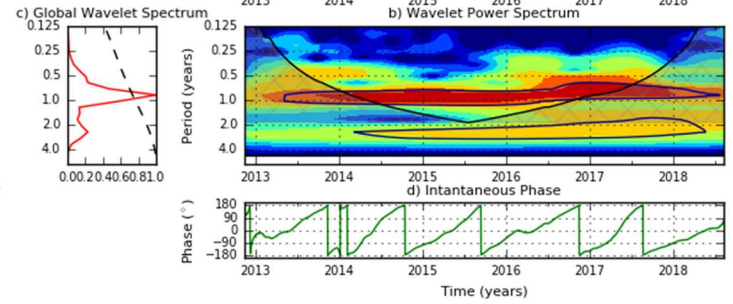 2013 2014 2015 2016 2017 2018
c) Global Wavelet Spectrum
b) Wavelet Power Spectrum
0.125
0.25
0.5
1.0
2.0
4.0
0.00.20.40.60.81.0
Period (years)
0.125
0.25
0.5
1.0
2.0
4.0
2013 2014 2015 2016 2017 2018
d) Intantaneous Phase
Phase (°)
180
90
0
−90
−180
2013 2014 2015 2016 2017 2018
Time (years)